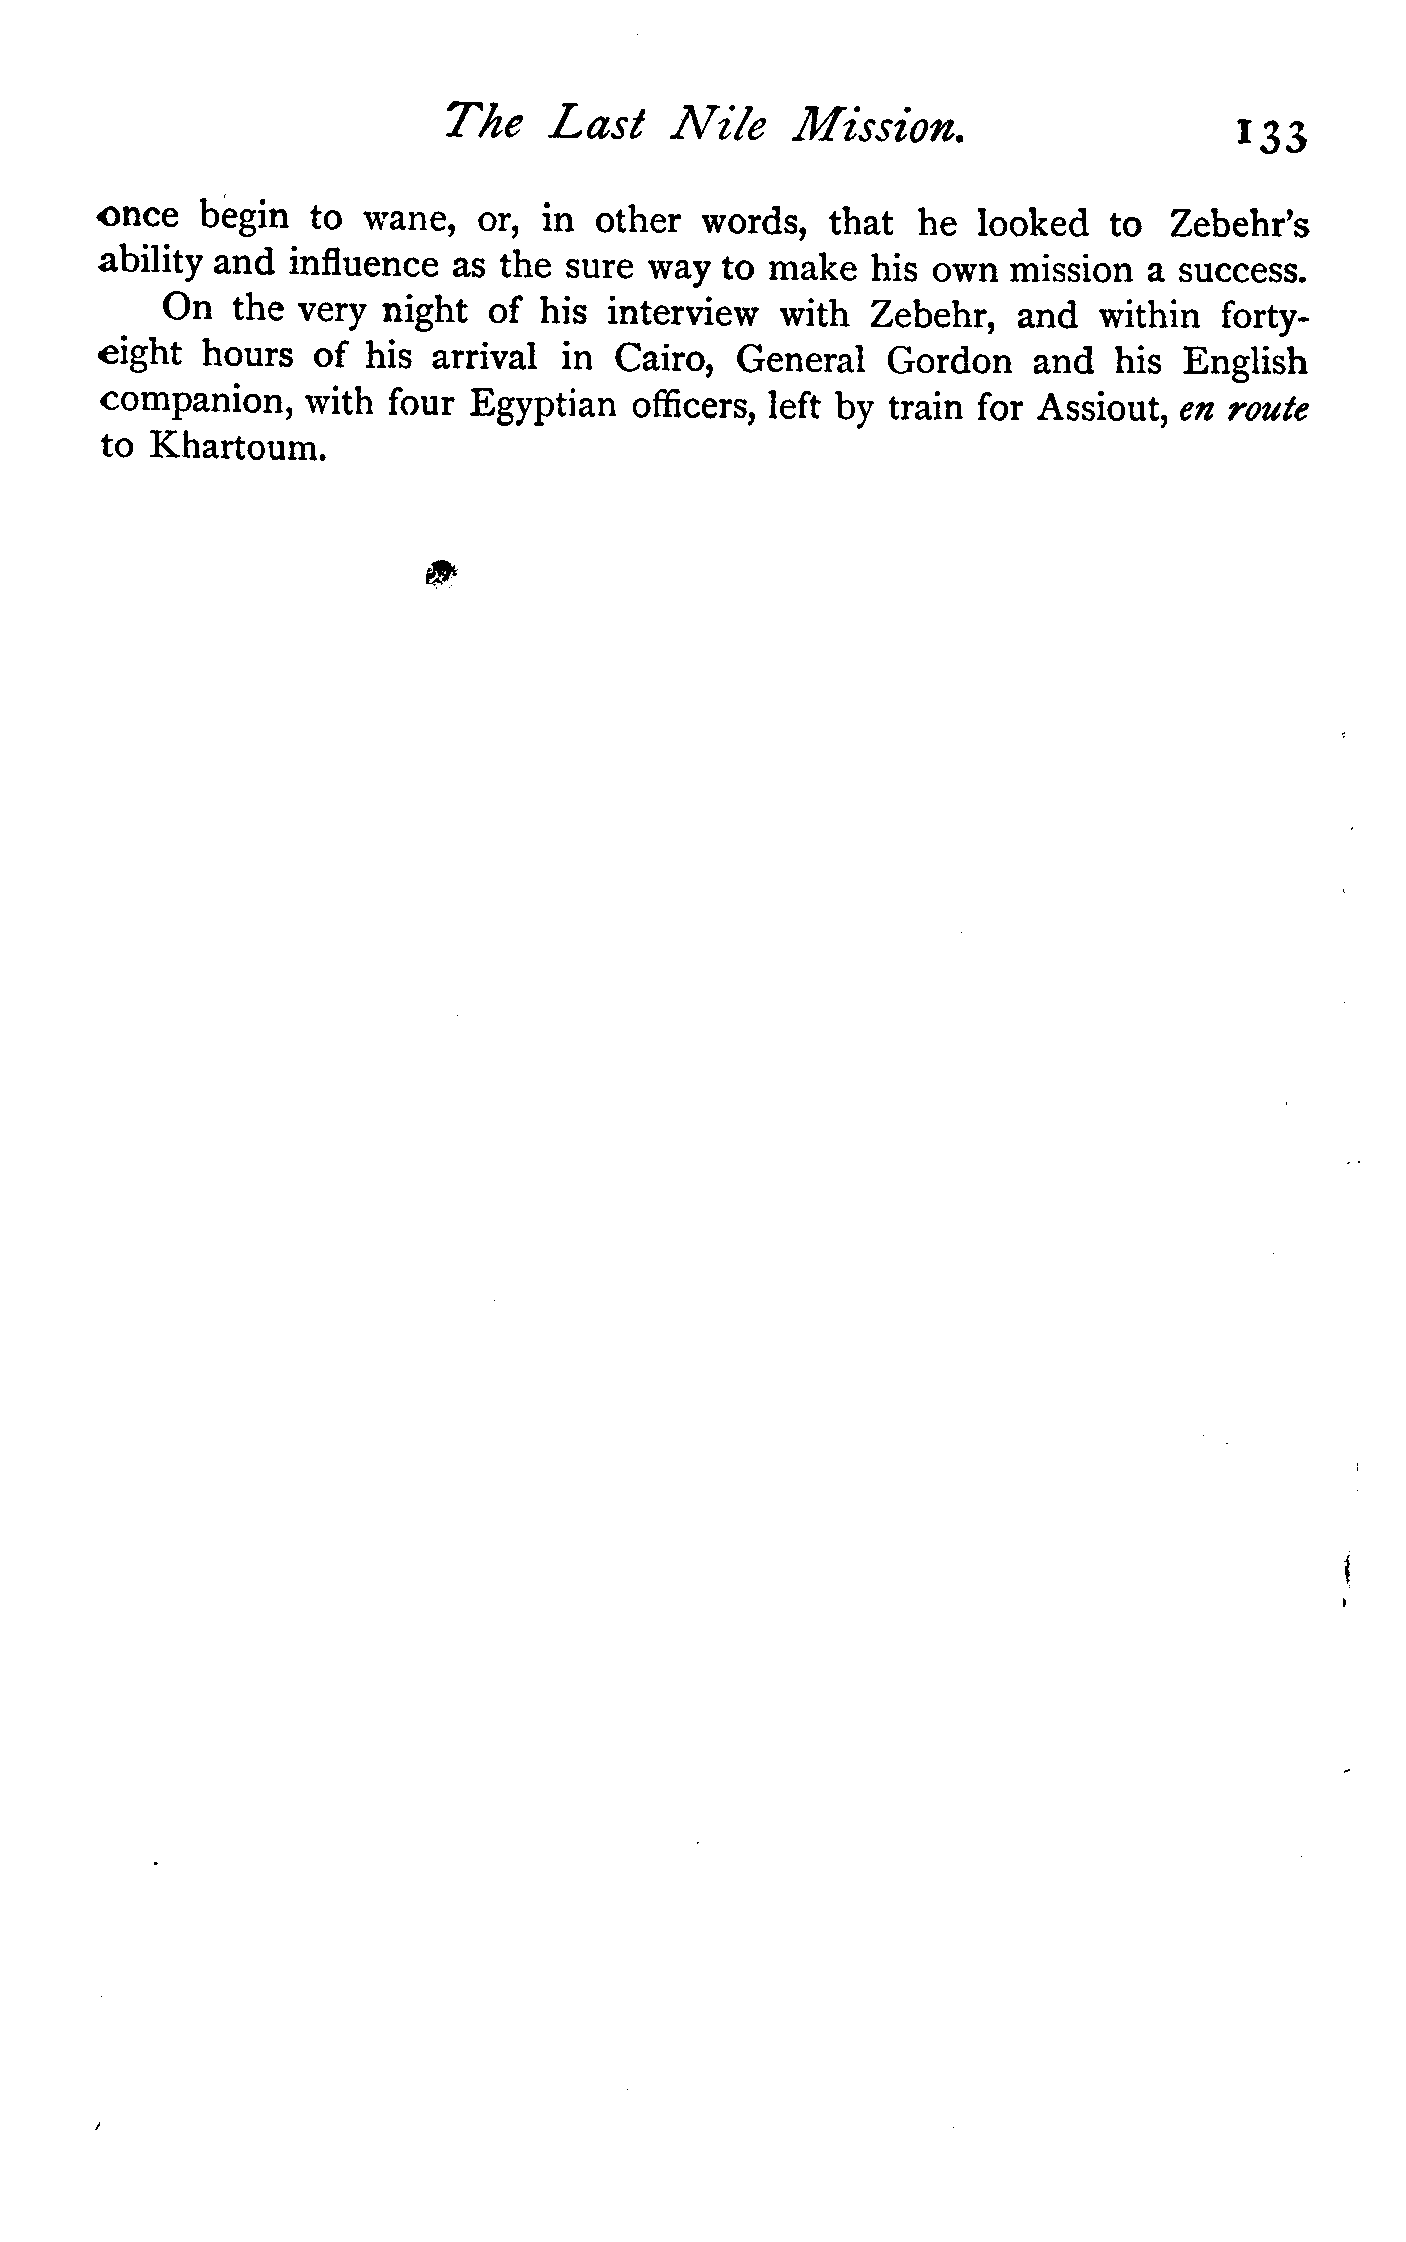 The Last Nile Mission. 133
once begin to wane, or, in other words, that he looked to Zebehr's
ability and influence as the sure way to make his own mission a success.
On the very night of his interview with Zebehr, and within forty-
eight hours of his arrival in Cairo, General Gordon and his English
companion, with four Egyptian officers, left by train for Assiout, en route
to Khartoum.